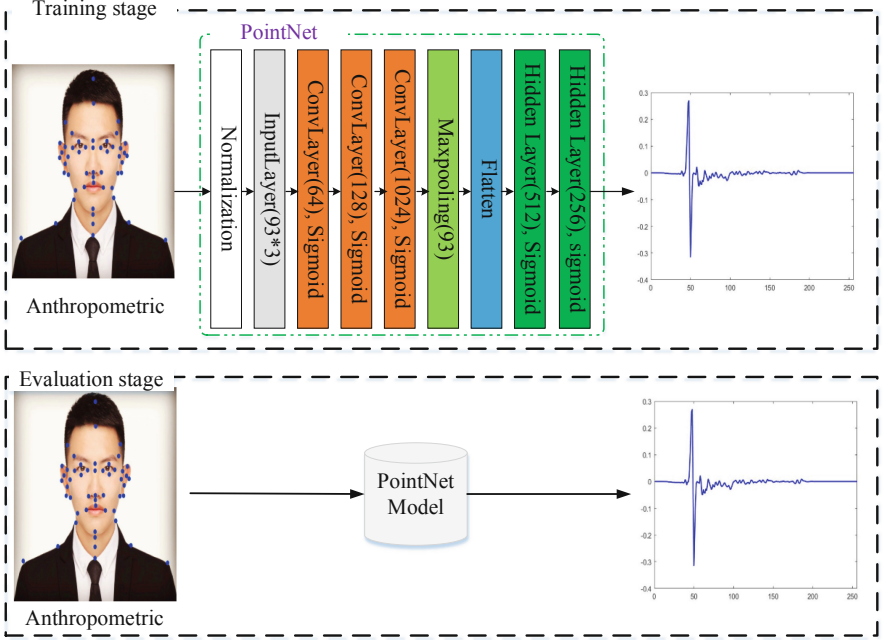 Training stage
PointNet
Normalization
InputLayer(93*3)
ConvLayer(64), Sigmoid
ConvLayer(128), Sigmoid
ConvLayer(1024), Sigmoid
Maxpooling(93)
Flatten
Hidden Layer(512), Sigmoid
Hidden Layer(256), sigmoid
Anthropometric
0.3
0.2
0.1
0
-0.1
-0.2
-0.3
-0.4
0 50 100 150 200 250
Evaluation stage
PointNet
Model
Anthropometric
0.3
0.2
0.1
0
-0.1
-0.2
-0.3
-0.4
0 50 100 150 200 250